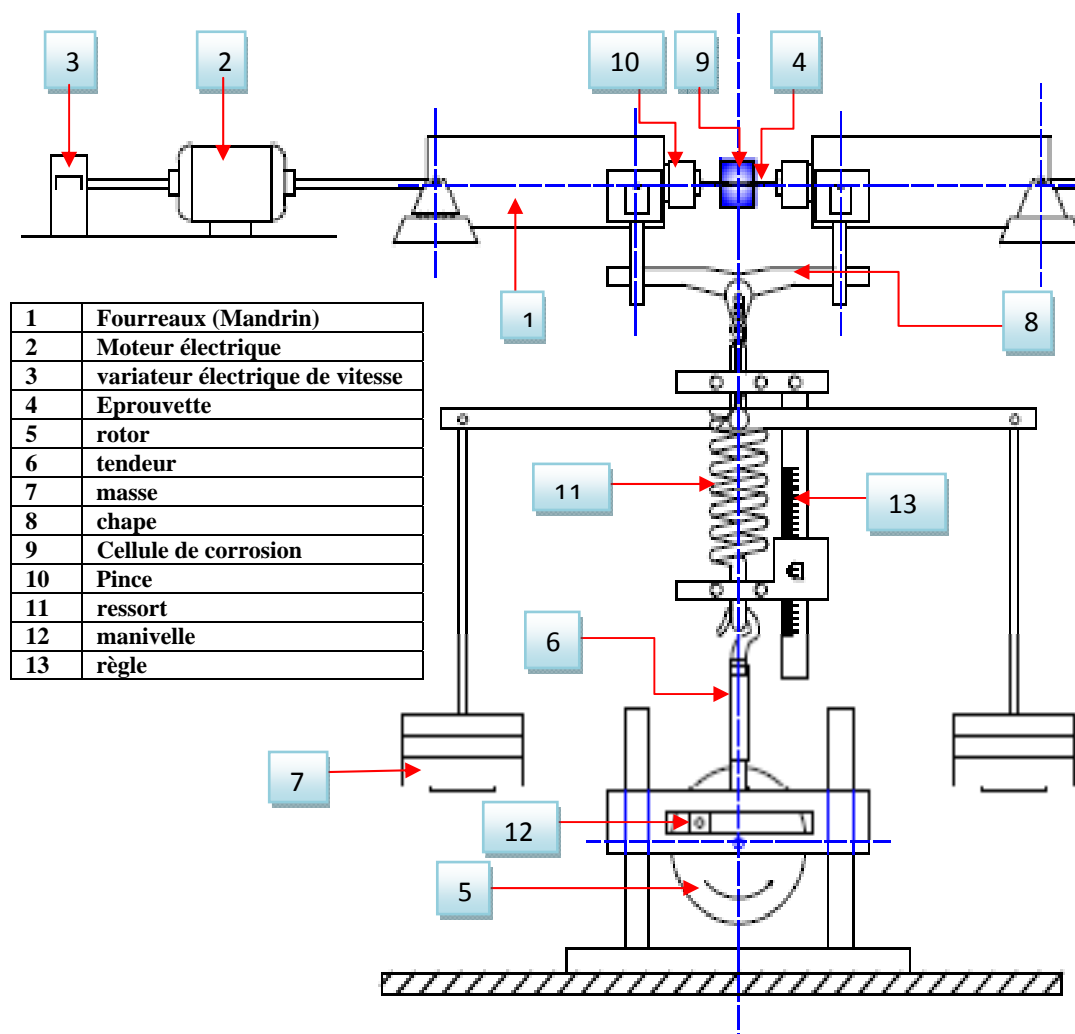 3
2
10
9
4
1
8
1 Fourreaux (Mandrin)
2 Moteur électrique
3 variateur électrique de vitesse
4 Eprouvette
5 rotor
6 tendeur
7 masse
8 chape
9 Cellule de corrosion
10 Pince
11 ressort
12 manivelle
13 règle
11
13
6
7
12
5